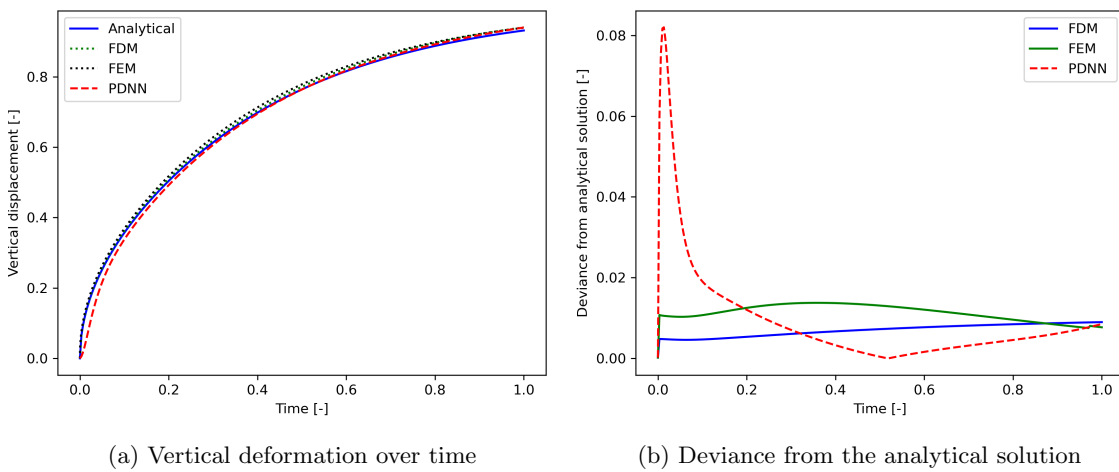 Analytical
FDM
FEM
PDNN
Vertical displacement [-]
0.8
0.6
0.4
0.2
0.0
0.0 0.2 0.4 0.6 0.8 1.0
Time [-]
(a) Vertical deformation over time
FDM
FEM
PDNN
Deviance from analytical solution [-]
0.08
0.06
0.04
0.02
0.00
0.0 0.2 0.4 0.6 0.8 1.0
Time [-]
(b) Deviance from the analytical solution